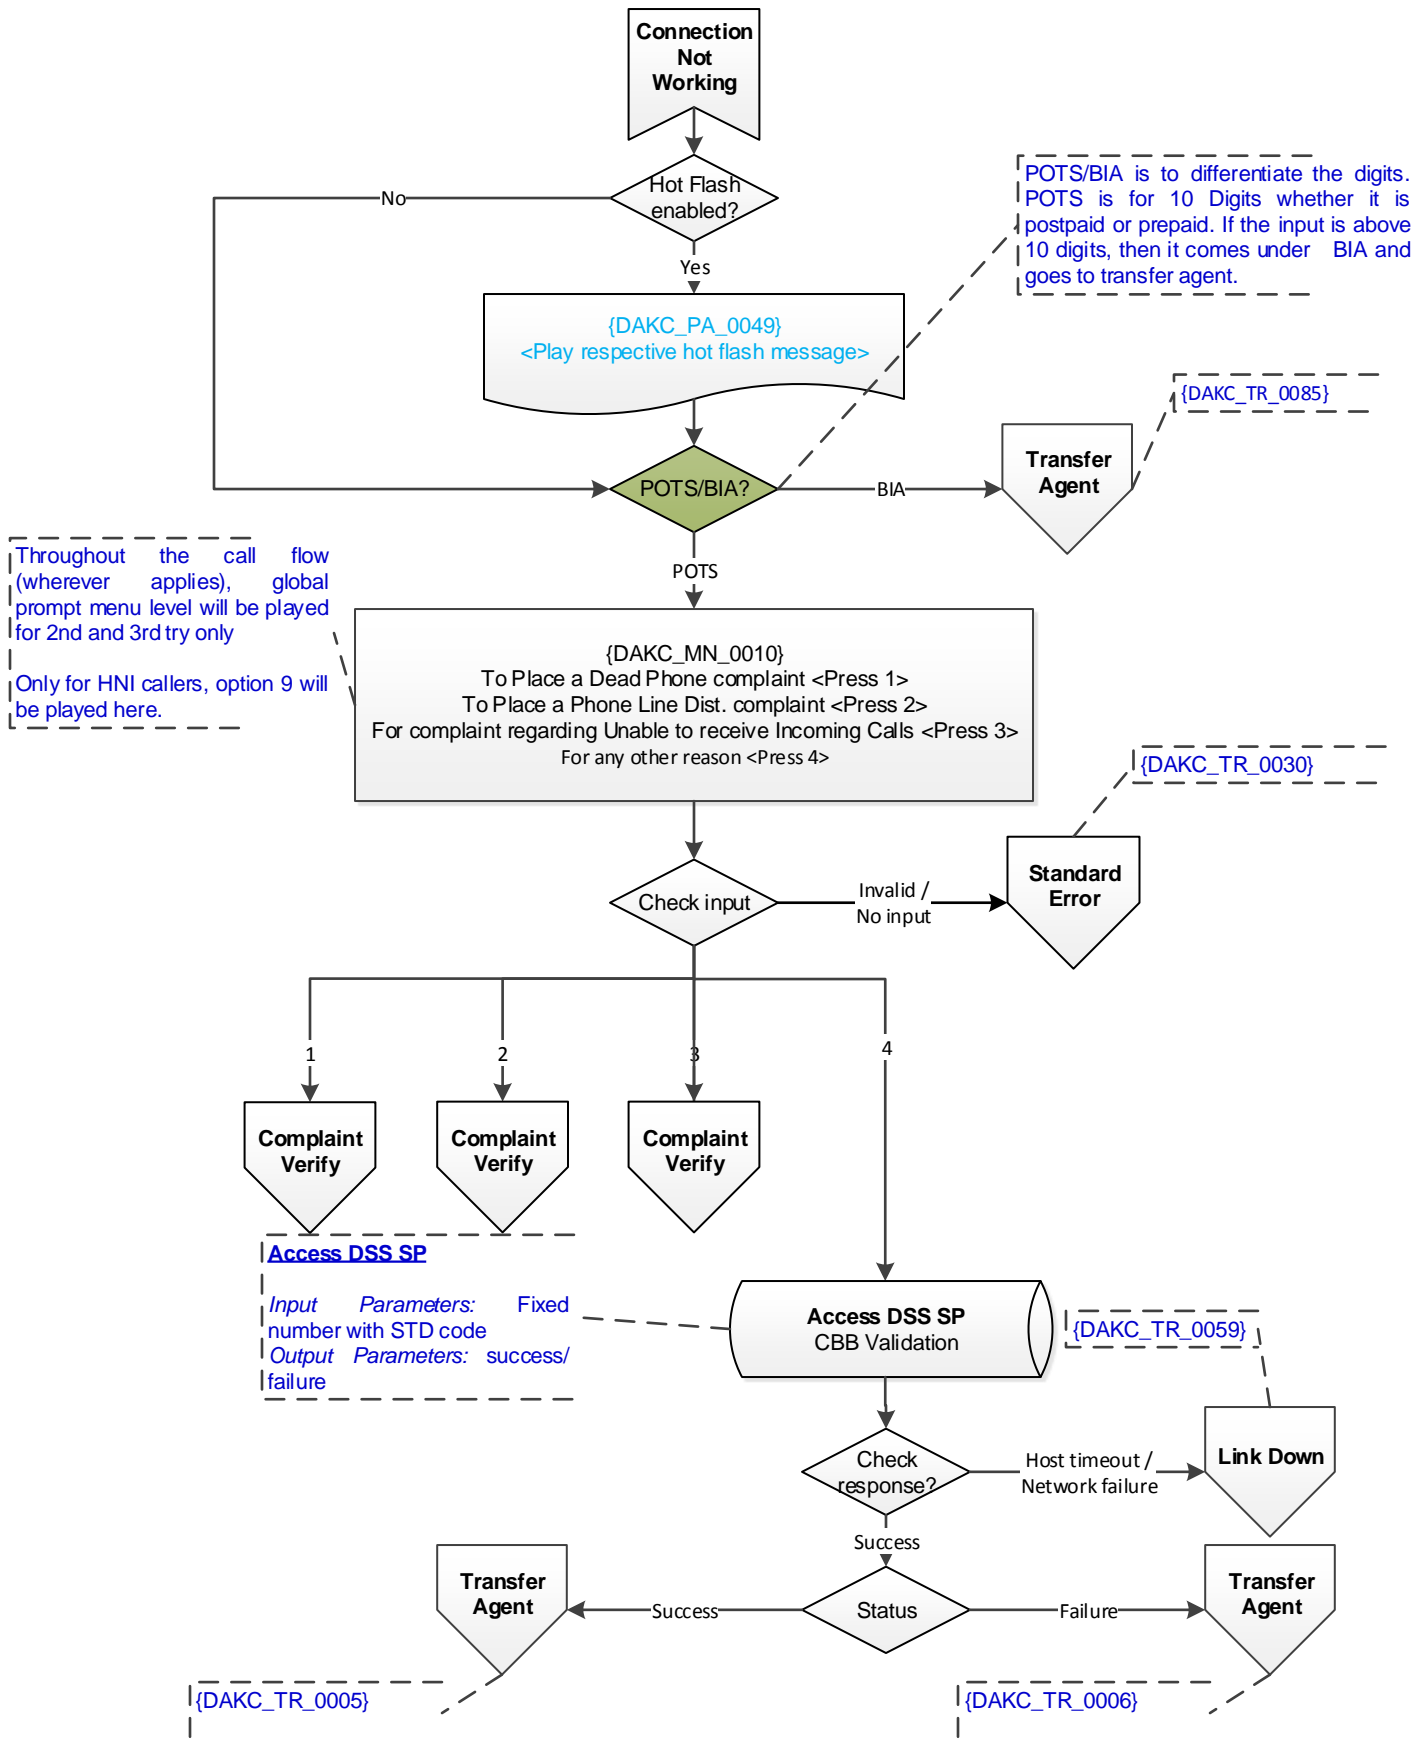 Connection
Not
Working
Hot Flash
enabled?
No
Yes
POTS/BIA is to differentiate the digits.
POTS is for 10 Digits whether it is
postpaid or prepaid. If the input is above
10 digits, then it comes under BIA and
goes to transfer agent.
{DAKC_PA_0049}
<Play respective hot flash message>
{DAKC_TR_0085}
Transfer
Agent
POTS/BIA?
BIA
POTS
Throughout the call flow
(wherever applies), global
prompt menu level will be played
for 2nd and 3rd try only
Only for HNI callers, option 9 will
be played here.
{DAKC_MN_0010}
To Place a Dead Phone complaint <Press 1>
To Place a Phone Line Dist. complaint <Press 2>
For complaint regarding Unable to receive Incoming Calls <Press 3>
For any other reason <Press 4>
{DAKC_TR_0030}
Standard
Error
Check input
Invalid /
No input
1
2
3
4
Complaint
Verify
Complaint
Verify
Complaint
Verify
Access DSS SP
Input Parameters: Fixed
number with STD code
Output Parameters: success/
failure
Access DSS SP
CBB Validation
{DAKC_TR_0059}
Link Down
Check
response?
Host timeout /
Network failure
Success
Transfer
Agent
Success
Status
Failure
Transfer
Agent
{DAKC_TR_0005}
{DAKC_TR_0006}